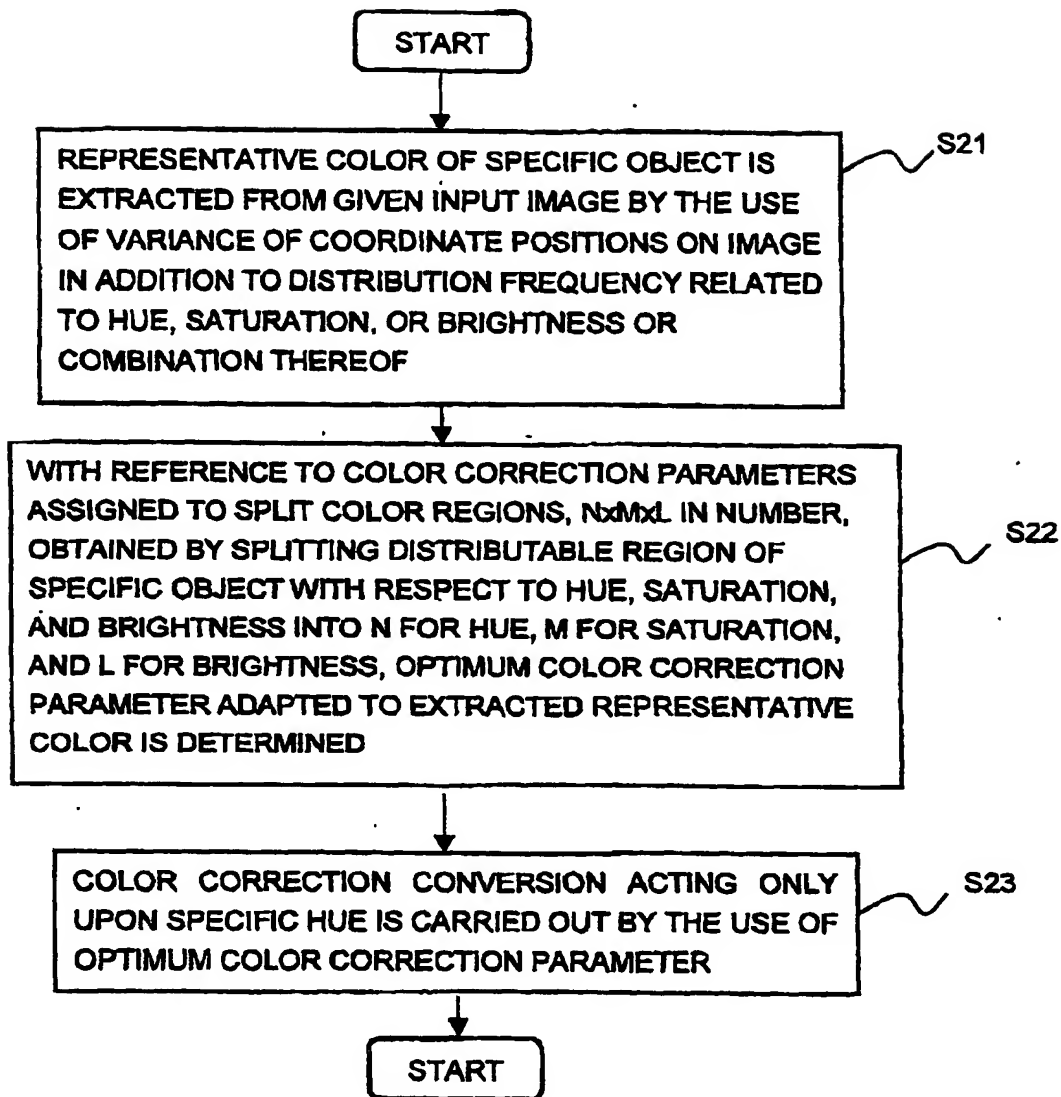 START
REPRESENTATIVE COLOR OF SPECIFIC OBJECT IS
EXTRACTED FROM GIVEN INPUT IMAGE BY THE USE
OF VARIANCE OF COORDINATE POSITIONS ON IMAGE
IN ADDITION TO DISTRIBUTION FREQUENCY RELATED
TO HUE, SATURATION, OR BRIGHTNESS OR
COMBINATION THEREOF
S21
WITH REFERENCE TO COLOR CORRECTION PARAMETERS
ASSIGNED TO SPLIT COLOR REGIONS, NxMxL IN NUMBER,
OBTAINED BY SPLITTING DISTRIBUTABLE REGION OF
SPECIFIC OBJECT WITH RESPECT TO HUE, SATURATION,
AND BRIGHTNESS INTO N FOR HUE, M FOR SATURATION,
AND L FOR BRIGHTNESS, OPTIMUM COLOR CORRECTION
PARAMETER ADAPTED TO EXTRACTED REPRESENTATIVE
COLOR IS DETERMINED
S22
COLOR CORRECTION CONVERSION ACTING ONLY
UPON SPECIFIC HUE IS CARRIED OUT BY THE USE OF
OPTIMUM COLOR CORRECTION PARAMETER
S23
START